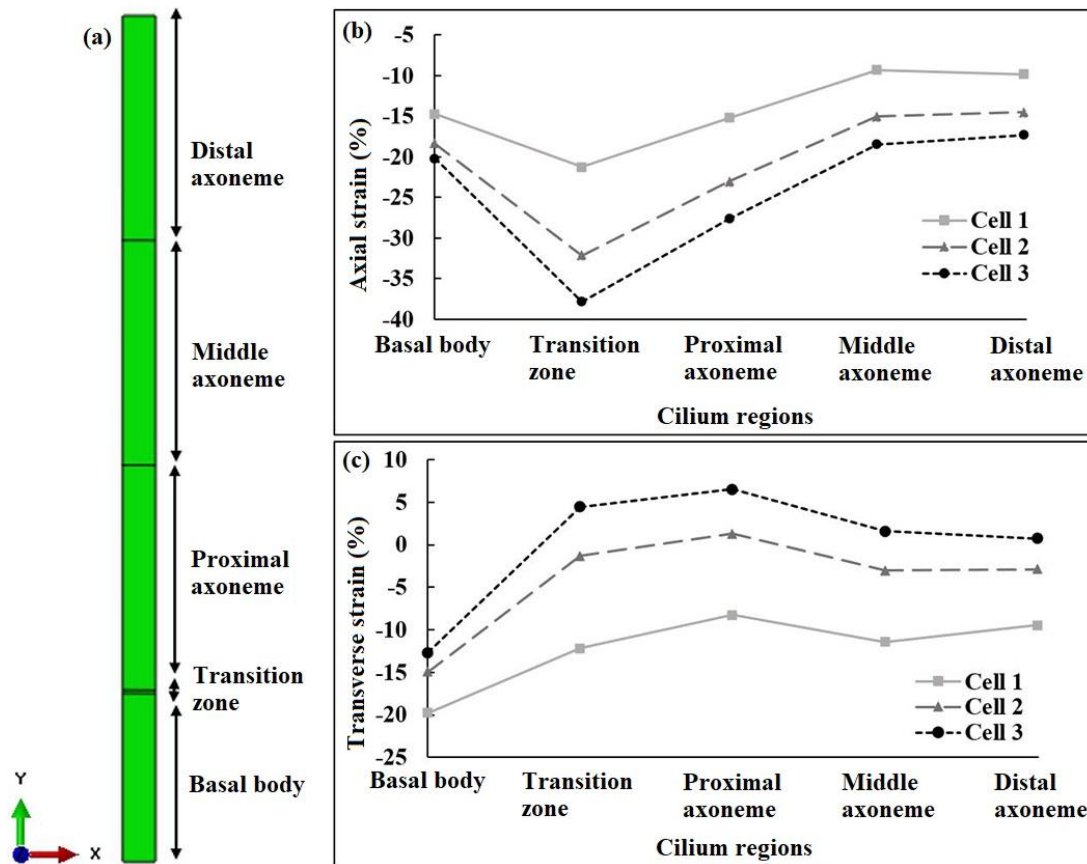 (a)
Distal
axoneme
Middle
axoneme
Proximal
axoneme
Transition
zone
Basal body
Y
X
(b)
Axial strain (%)
-5
-10
-15
-20
-25
-30
-35
-40
Cell 1
Cell 2
Cell 3
Basal body
Transition
zone
Proximal
axoneme
Middle
axoneme
Distal
axoneme
Cilium regions
(c)
Transverse strain (%)
10
5
0
-5
-10
-15
-20
-25
Cell 1
Cell 2
Cell 3
Basal body
Transition
zone
Proximal
axoneme
Middle
axoneme
Distal
axoneme
Cilium regions